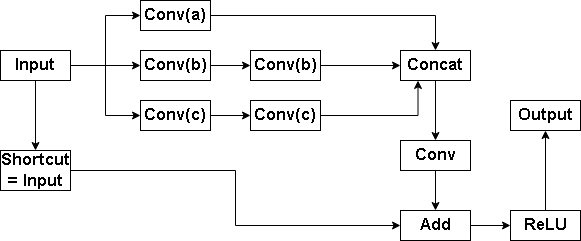 Conv(a)
Input
Conv(b)
Conv(b)
Concat
Conv(c)
Conv(c)
Output
Shortcut
= Input
Conv
Add
ReLU